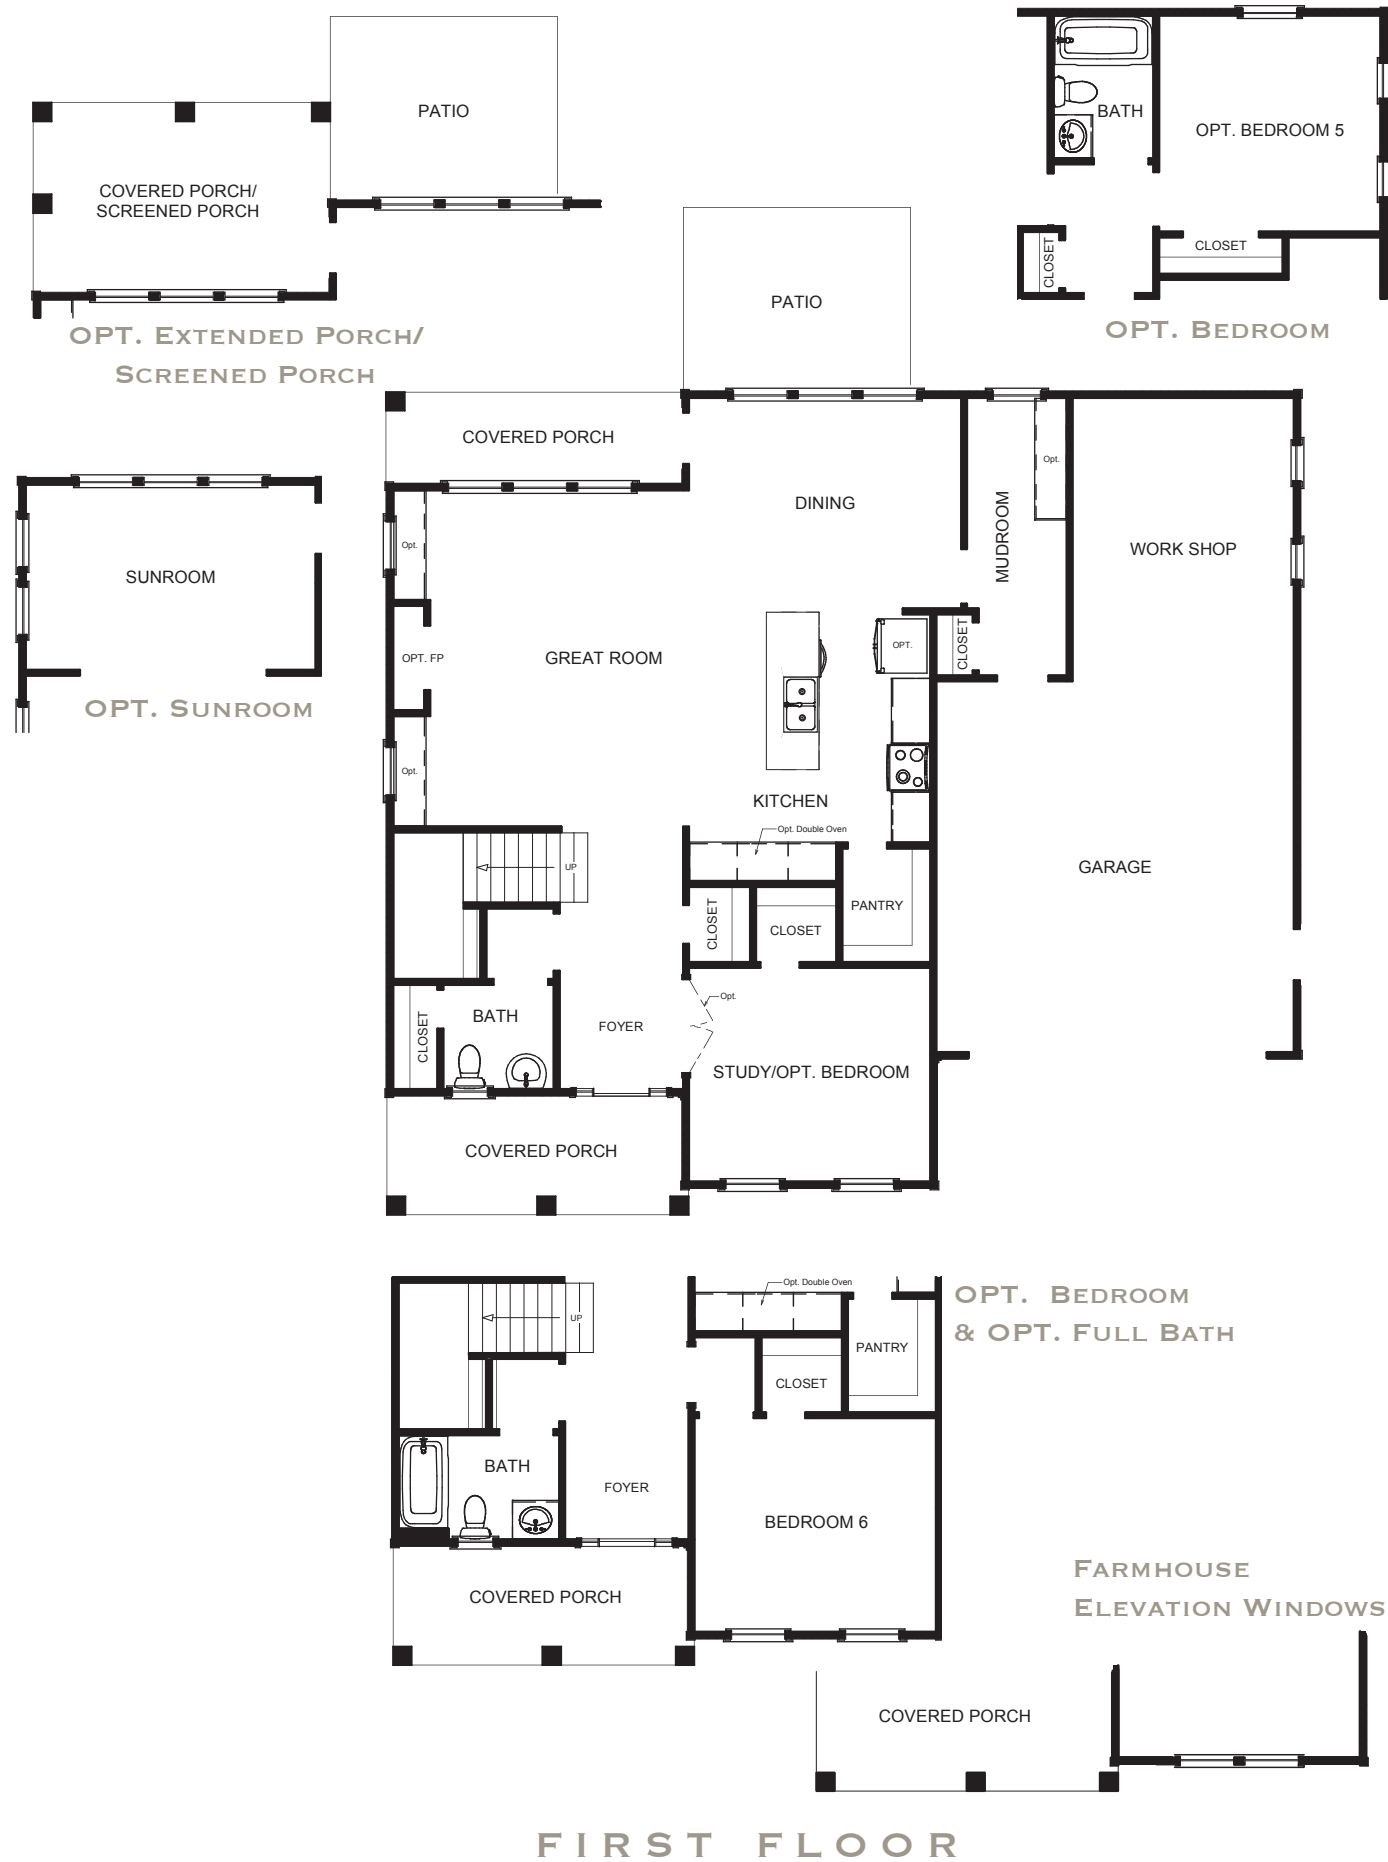 PATIO
COVERED PORCH/
SCREENED PORCH
OPT. EXTENDED PORCH/
SCREENED PORCH
BATH
OPT. BEDROOM 5
CLOSET
CLOSET
OPT. BEDROOM
SUNROOM
OPT. SUNROOM
PATIO
COVERED PORCH
DINING
Opt.
MUDROOM
WORK SHOP
Opt.
GREAT ROOM
OPT. FP
OPT.
CLOSET
Opt.
KITCHEN
Opt. Double Oven
UP
GARAGE
PANTRY
CLOSET
CLOSET
Opt.
BATH
FOYER
CLOSET
STUDY/OPT. BEDROOM
COVERED PORCH
Opt. Double Oven
UP
PANTRY
CLOSET
OPT. BEDROOM
& OPT. FULL BATH
BATH
FOYER
BEDROOM 6
COVERED PORCH
FARMHOUSE
ELEVATION WINDOWS
COVERED PORCH
FIRST FLOOR